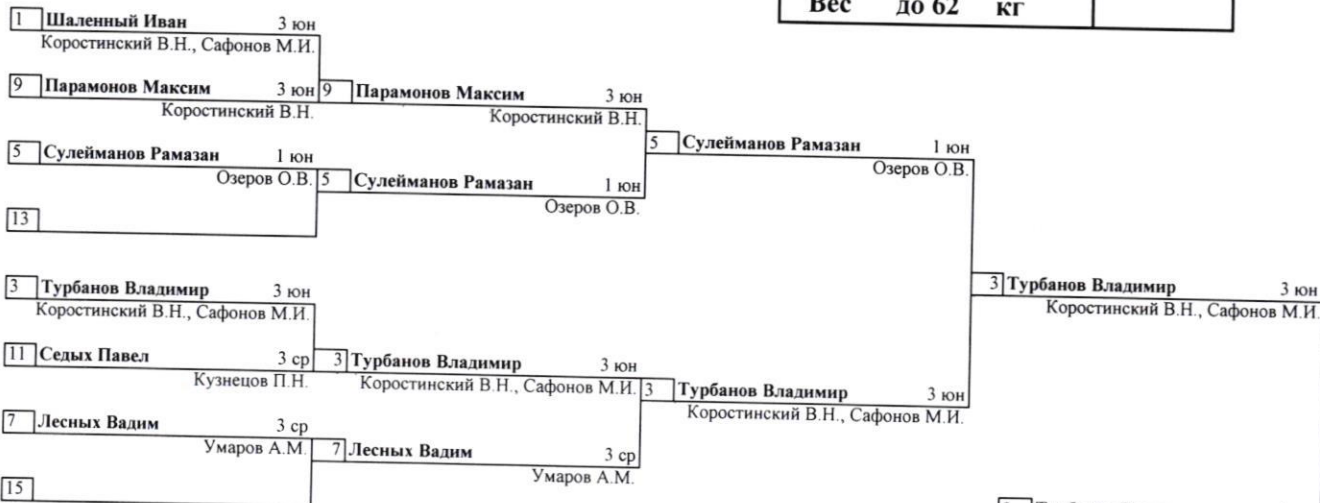 Вес до 62 кг
1 Шаленный Иван 3 юн
Коростинский В.Н., Сафонов М.И.
9 Парамонов Максим 3 юн
Коростинский В.Н.
5 Сулейманов Рамазан 1 юн
Озеров О.В.
13
3 Турбанов Владимир 3 юн
Коростинский В.Н., Сафонов М.И.
11 Седых Павел 3 ср
Кузнецов П.Н.
7 Лесных Вадим 3 ср
Умаров А.М.
15
9 Парамонов Максим 3 юн
Коростинский В.Н.
5 Сулейманов Рамазан 1 юн
Озеров О.В.
3 Турбанов Владимир 3 юн
Коростинский В.Н., Сафонов М.И.
7 Лесных Вадим 3 ср
Умаров А.М.
5 Сулейманов Рамазан 1 юн
Озеров О.В.
3 Турбанов Владимир 3 юн
Коростинский В.Н., Сафонов М.И.
3 Турбанов Владимир 3 юн
Коростинский В.Н., Сафонов М.И.